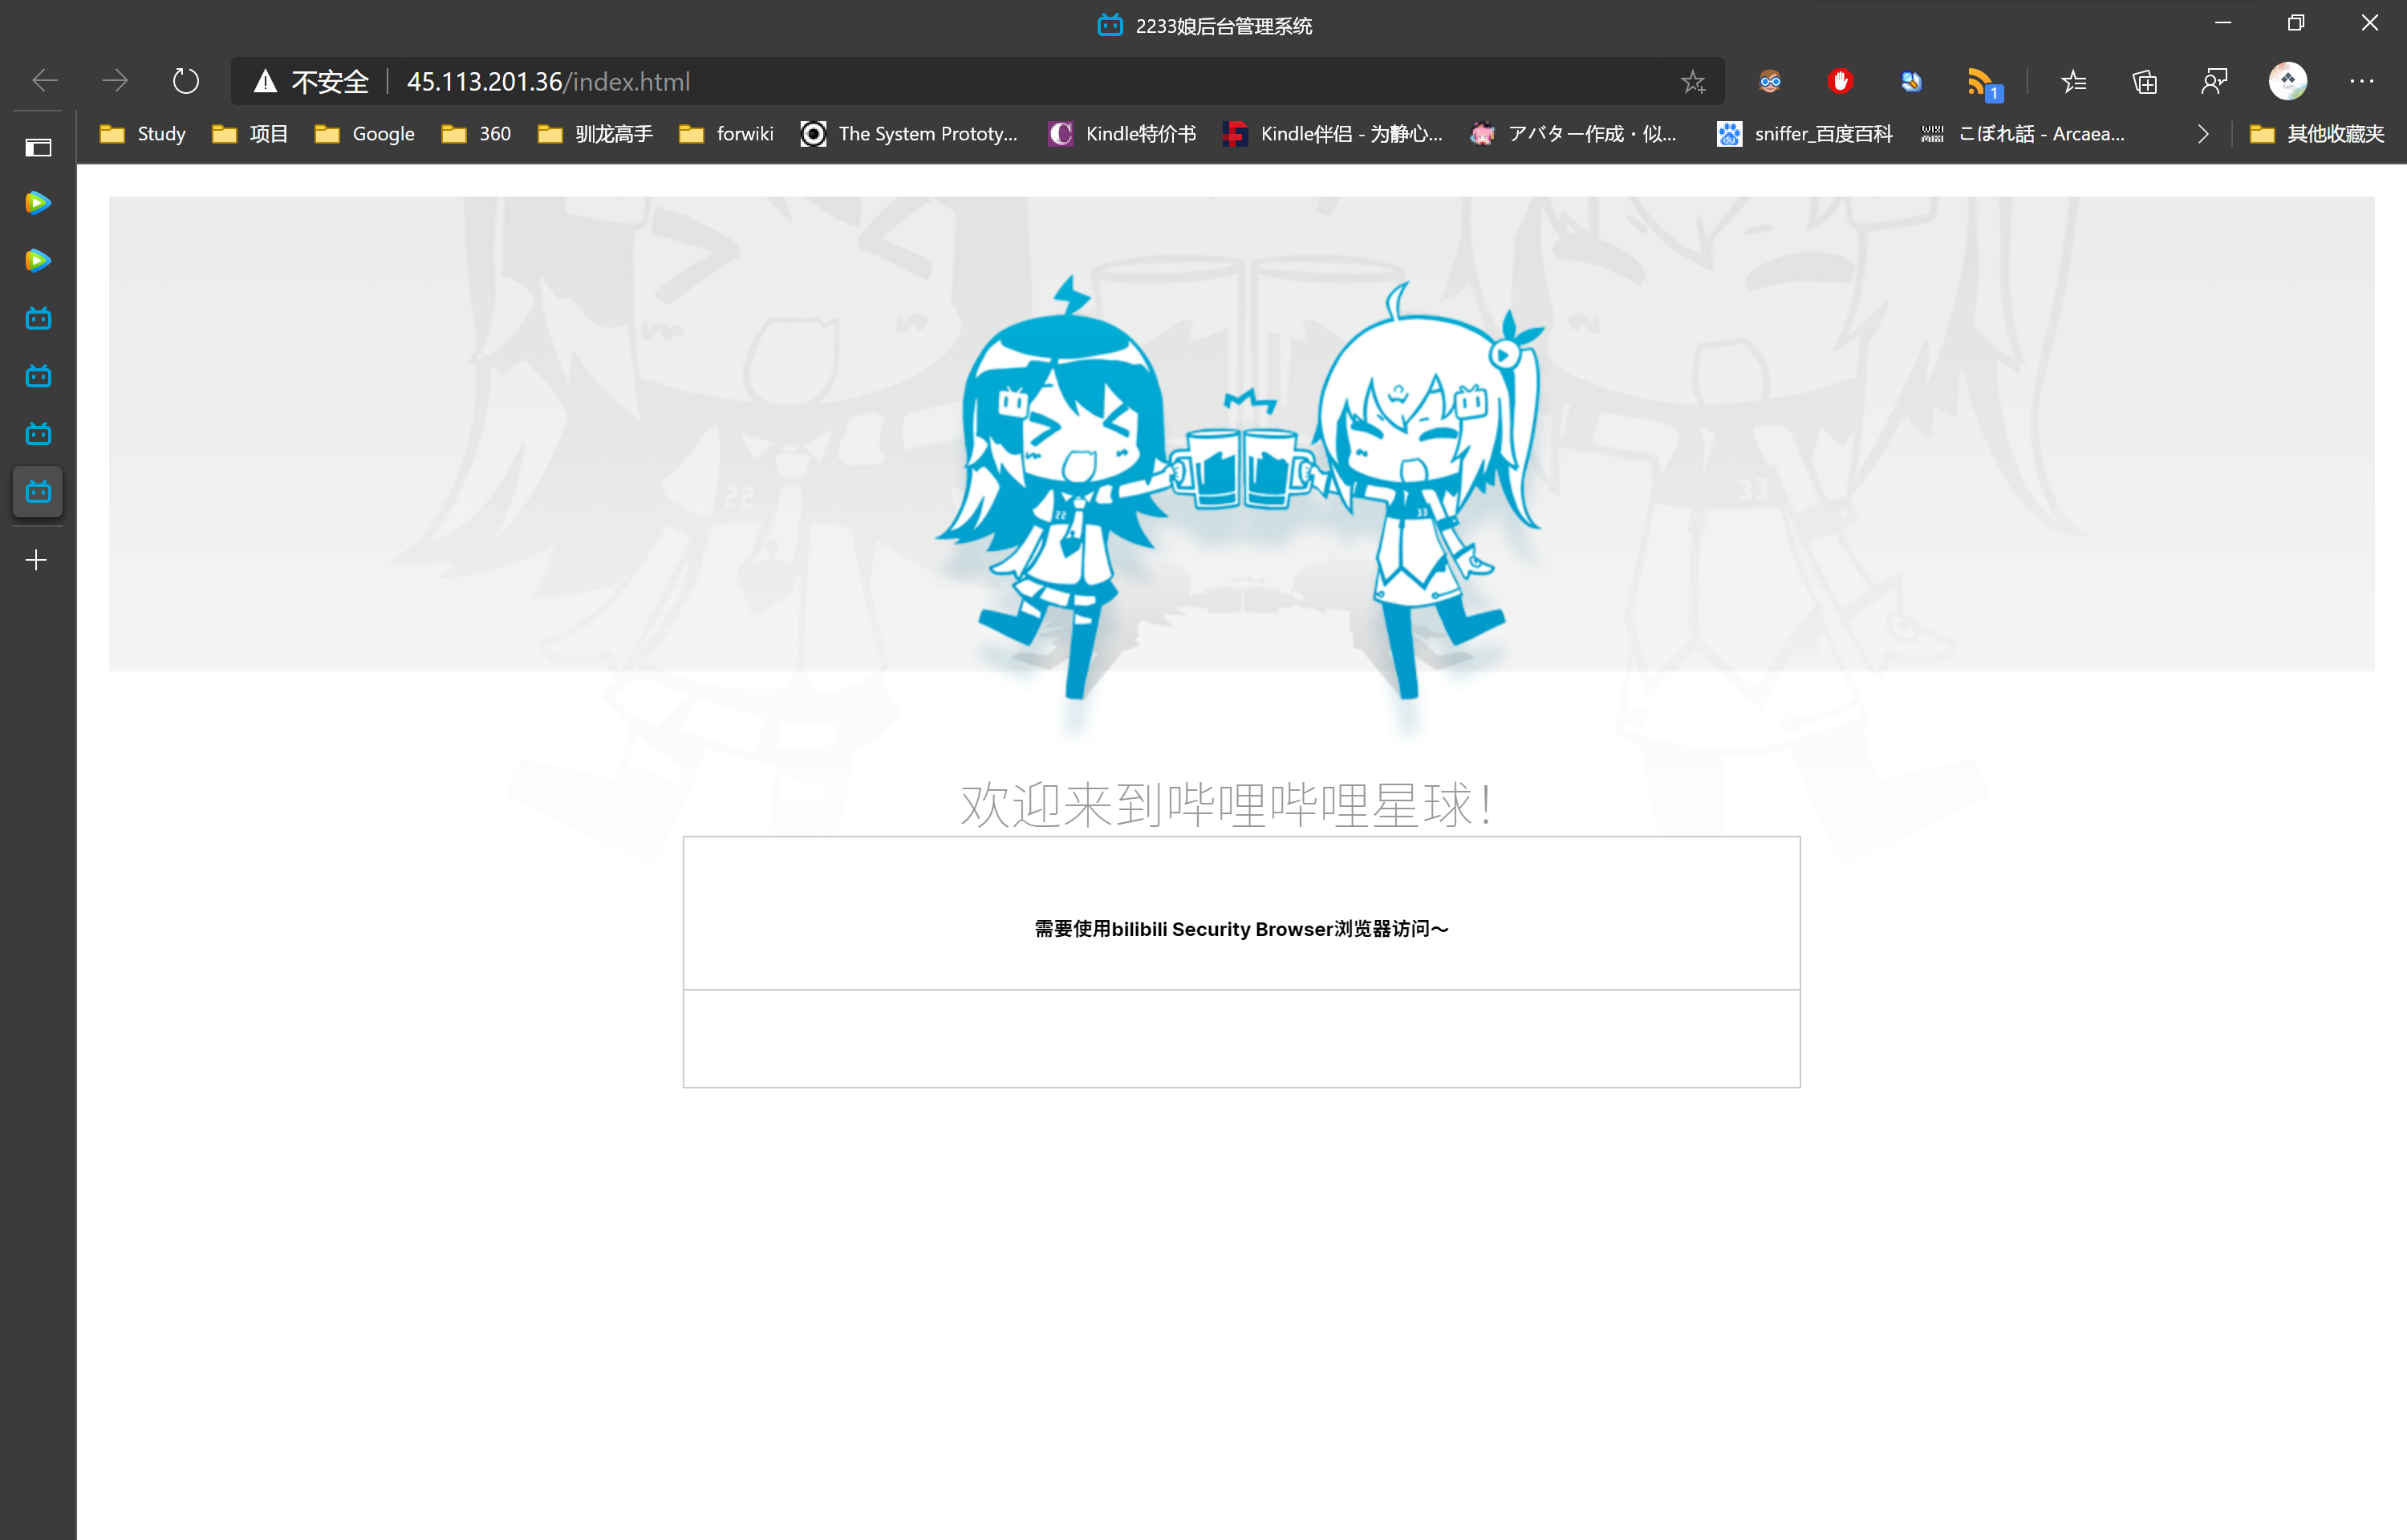 2233娘后台管理系统
不安全 45.113.201.36/index.html
1
Study 项目 Google 360 驯龙高手 forwiki The System Prototy... Kindle特价书 Kindle伴侣 - 为静心... アバター作成・似... sniffer_百度百科 こぼれ話 - Arcaea... 其他收藏夹
22 33
欢迎来到哔哩哔哩星球！
需要使用bilibili Security Browser浏览器访问～